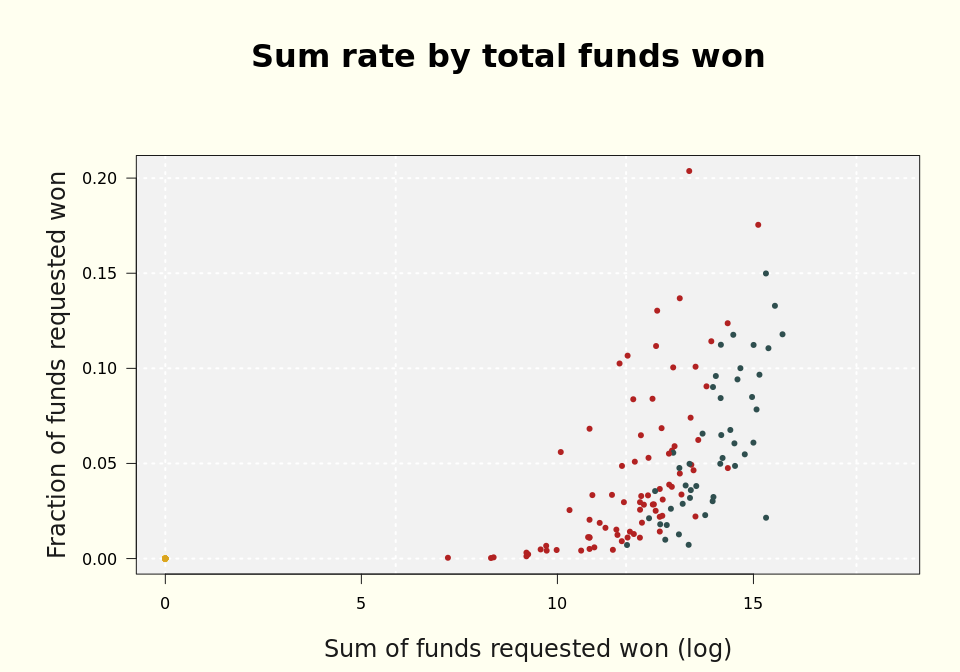 Sum rate by total funds won
Fraction of funds requested won
0.20
0.15
0.10
0.05
0.00
0 5 10 15
Sum of funds requested won (log)